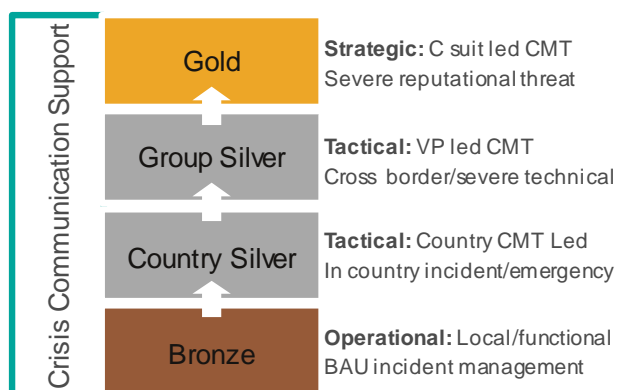 Crisis Communication Support
Gold
Strategic: C suit led CMT
Severe reputational threat
Group Silver
Tactical: VP led CMT
Cross border/severe technical
Country Silver
Tactical: Country CMT Led
In country incident/emergency
Bronze
Operational: Local/functional
BAU incident management